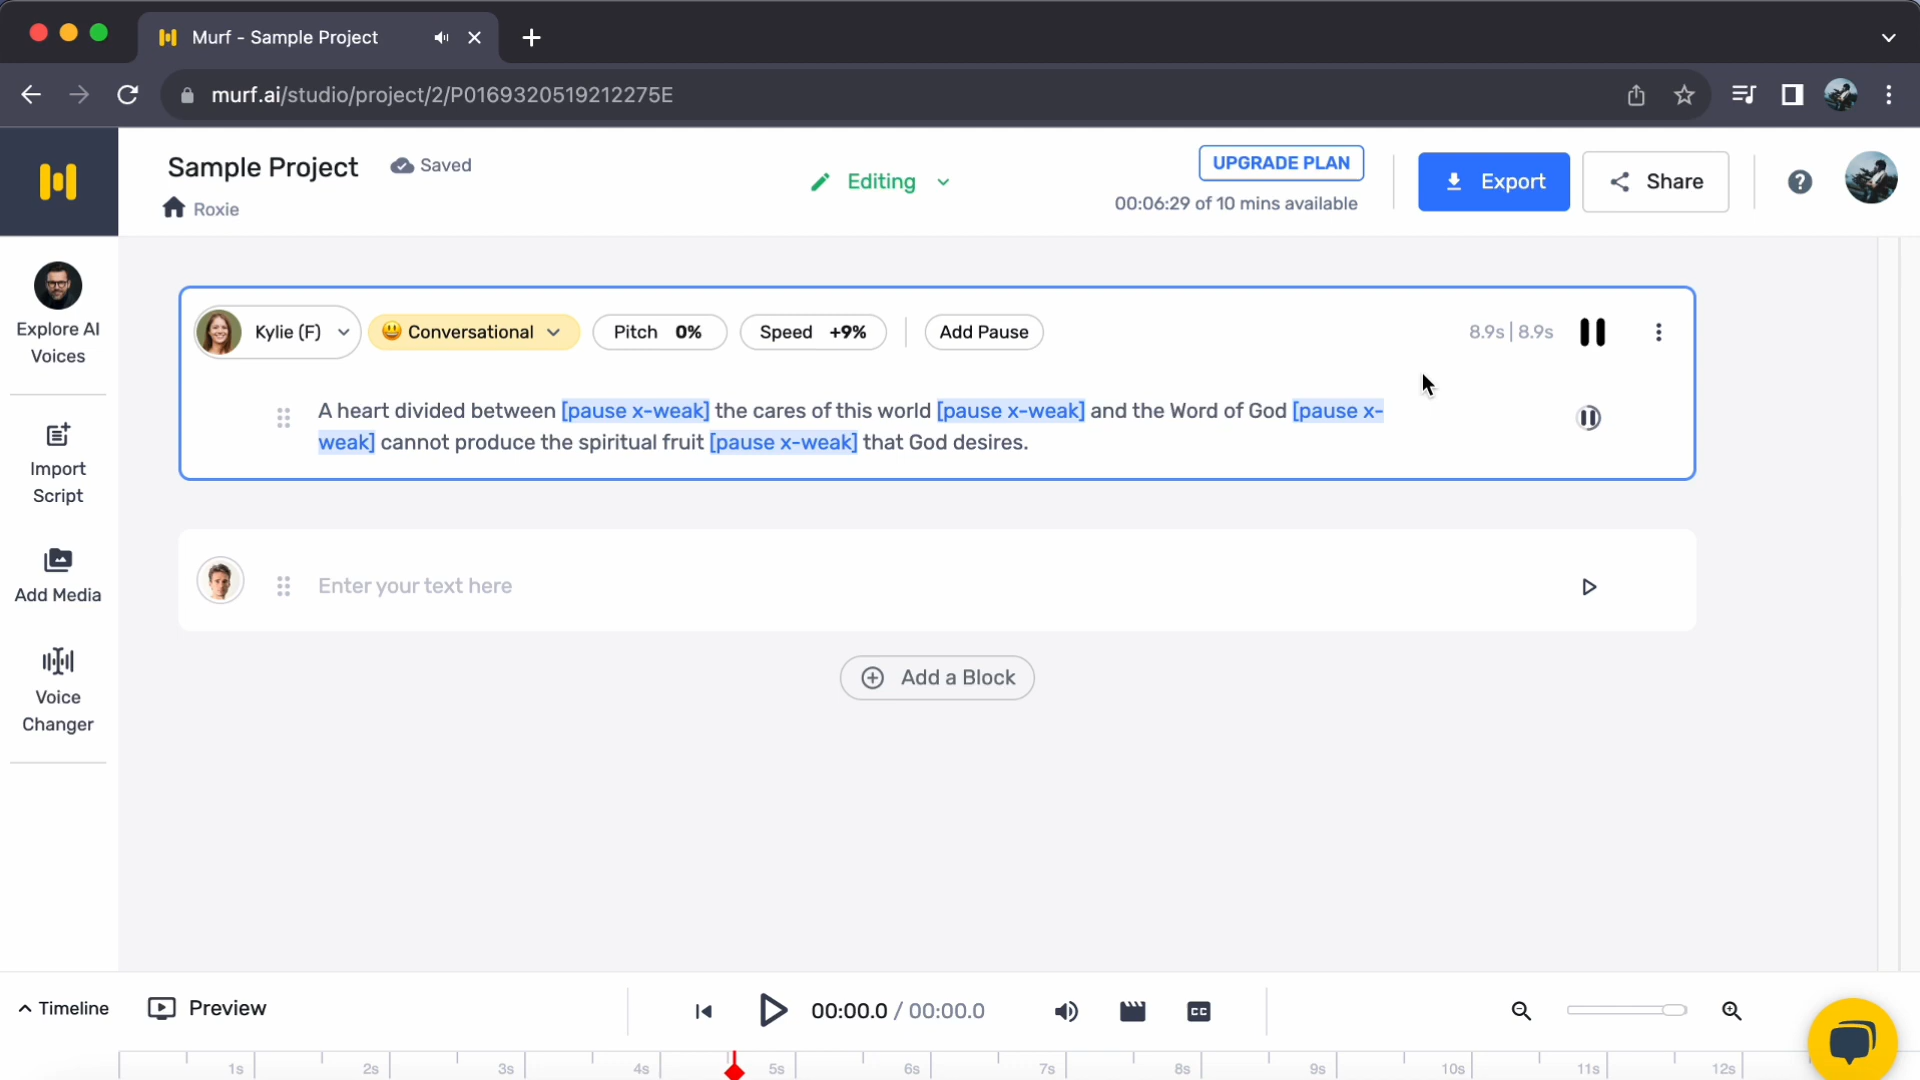 Murf - Sample Project
murf.ai/studio/project/2/P0169320519212275E
Sample Project
Saved
Roxie
Editing
UPGRADE PLAN
00:06:29 of 10 mins available
Export
Share
Explore AI
Voices
Import
Script
Add Media
Voice
Changer
Kylie (F)
Conversational
Pitch 0%
Speed +9%
Add Pause
8.9s | 8.9s
A heart divided between [pause x-weak] the cares of this world [pause x-weak] and the Word of God [pause x-
weak] cannot produce the spiritual fruit [pause x-weak] that God desires.
Enter your text here
Add a Block
Timeline
Preview
00:00.0 / 00:00.0
CC
1s 2s 3s 4s 5s 6s 7s 8s 9s 10s 11s 12s